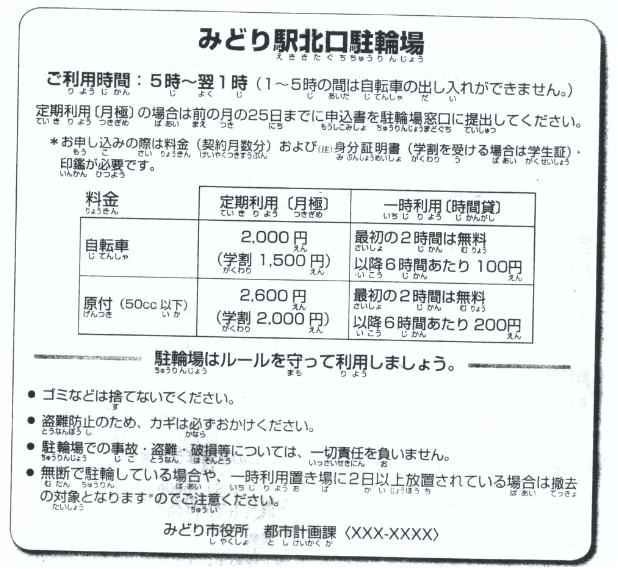 みどり駅北口駐輪場
えききたぐちちゅうりんじょう
ご利用時間：5時～翌1時（1～5時の間は自転車の出し入れができません。）
りようじかん　じ　よく　じ　じ　あいだ　じてんしゃ　だ　い
定期利用〔月極〕の場合は前の月の25日までに申込書を駐輪場窓口に提出してください。
ていきりよう　つきぎめ　ばあい　まえ　つき　にち　もうしこみしょ　ちゅうりんじょうまどぐち　ていしゅつ
＊お申し込みの際は料金（契約月数分）および(注)身分証明書（学割を受ける場合は学生証）・
もう　こ　さい　りょうきん　けいやくつきすうぶん　みぶんしょうめいしょ　がくわり　う　ばあい　がくせいしょう
印鑑が必要です。
いんかん　ひつよう
料金　定期利用〔月極〕　一時利用〔時間貸〕
りょうきん　ていきりよう　つきぎめ　いちじりよう　じかんがし
自転車　2,000円　最初の2時間は無料
じてんしゃ　えん　さいしょ　じかん　むりょう
（学割 1,500円）　以降6時間あたり 100円
がくわり　えん　いこう　じかん　えん
原付（50cc以下）　2,600円　最初の2時間は無料
げんつき　いか　えん　さいしょ　じかん　むりょう
（学割 2,000円）　以降6時間あたり 200円
がくわり　えん　いこう　じかん　えん
駐輪場はルールを守って利用しましょう。
ちゅうりんじょう　まも　りよう
● ゴミなどは捨てないでください。
す
● 盗難防止のため、カギは必ずおかけください。
とうなんぼうし　かなら
● 駐輪場での事故・盗難・破損等については、一切責任を負いません。
ちゅうりんじょう　じこ　とうなん　はそんとう　いっさいせきにん　お
● 無断で駐輪している場合や、一時利用置き場に2日以上放置されている場合は撤去
むだん　ちゅうりん　ばあい　いちじりようお　ば　かいじょうほうち　ばあい　てっきょ
の対象となります*のでご注意ください。
たいしょう　ちゅうい
みどり市役所　都市計画課〈XXX-XXXX〉
しやくしょ　としけいかくか